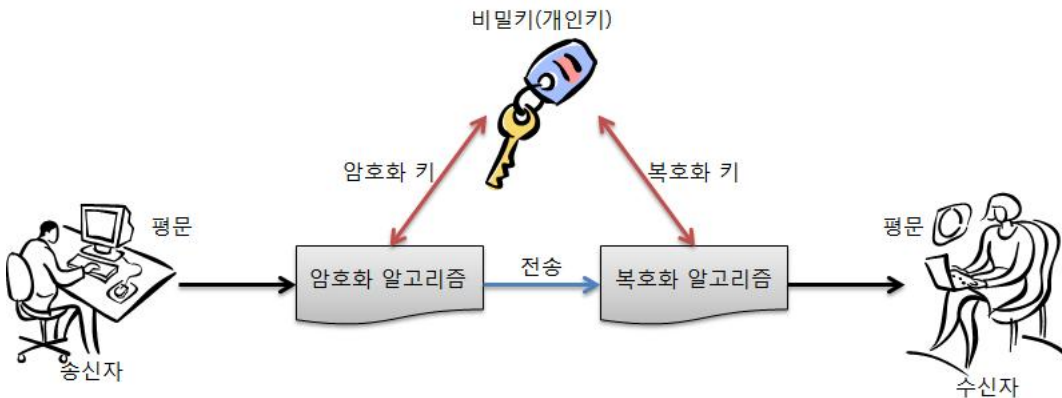 비밀키(개인키)
암호화 키
복호화 키
평문
평문
암호화 알고리즘
전송
복호화 알고리즘
송신자
수신자